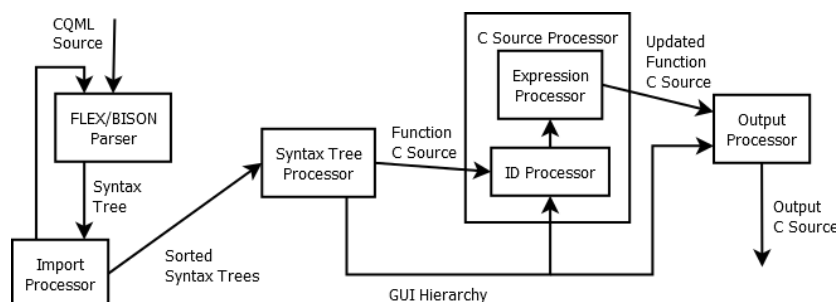 CQML
Source
FLEX/BISON
Parser
Syntax
Tree
Import
Processor
Sorted
Syntax Trees
Syntax Tree
Processor
Function
C Source
C Source Processor
Expression
Processor
ID Processor
GUI Hierarchy
Updated
Function
C Source
Output
Processor
Output
C Source